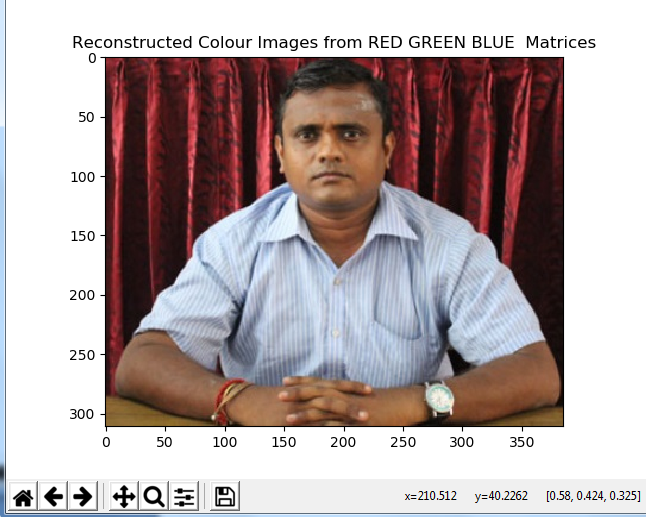 Reconstructed Colour Images from RED GREEN BLUE  Matrices
0
50
100
150
200
250
300
0 50 100 150 200 250 300 350
x=210.512 y=40.2262 [0.58, 0.424, 0.325]